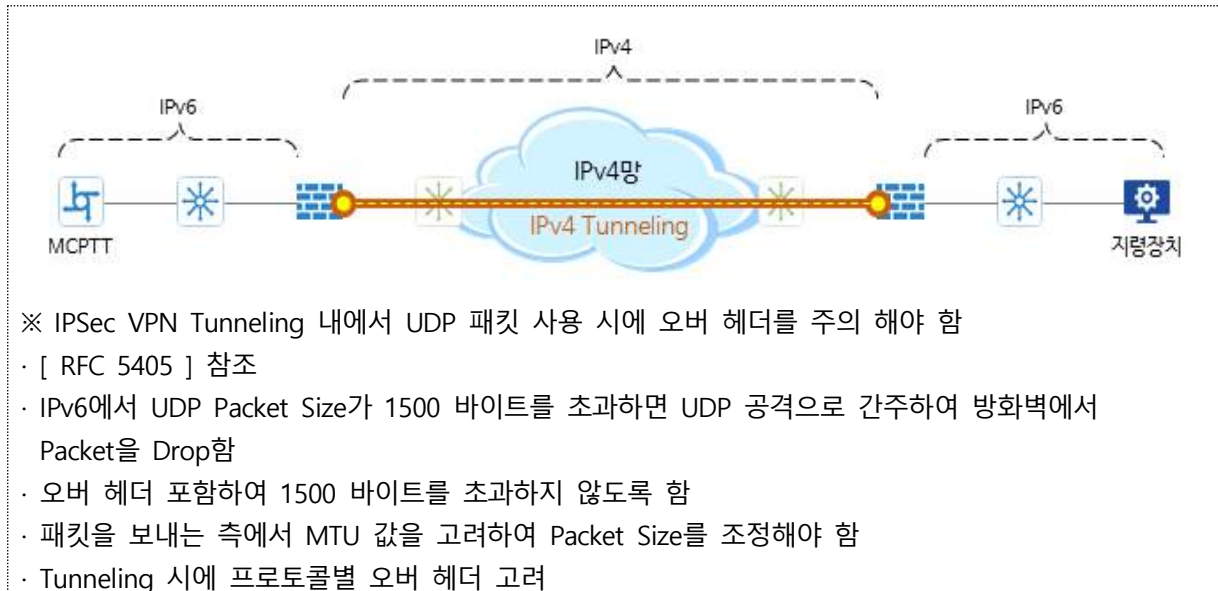 IPv4
IPv6
IPv6
IPv4망
IPv4 Tunneling
MCPTT
지령장치
※ IPSec VPN Tunneling 내에서 UDP 패킷 사용 시에 오버 헤더를 주의 해야 함
· [ RFC 5405 ] 참조
· IPv6에서 UDP Packet Size가 1500 바이트를 초과하면 UDP 공격으로 간주하여 방화벽에서
Packet을 Drop함
· 오버 헤더 포함하여 1500 바이트를 초과하지 않도록 함
· 패킷을 보내는 측에서 MTU 값을 고려하여 Packet Size를 조정해야 함
· Tunneling 시에 프로토콜별 오버 헤더 고려